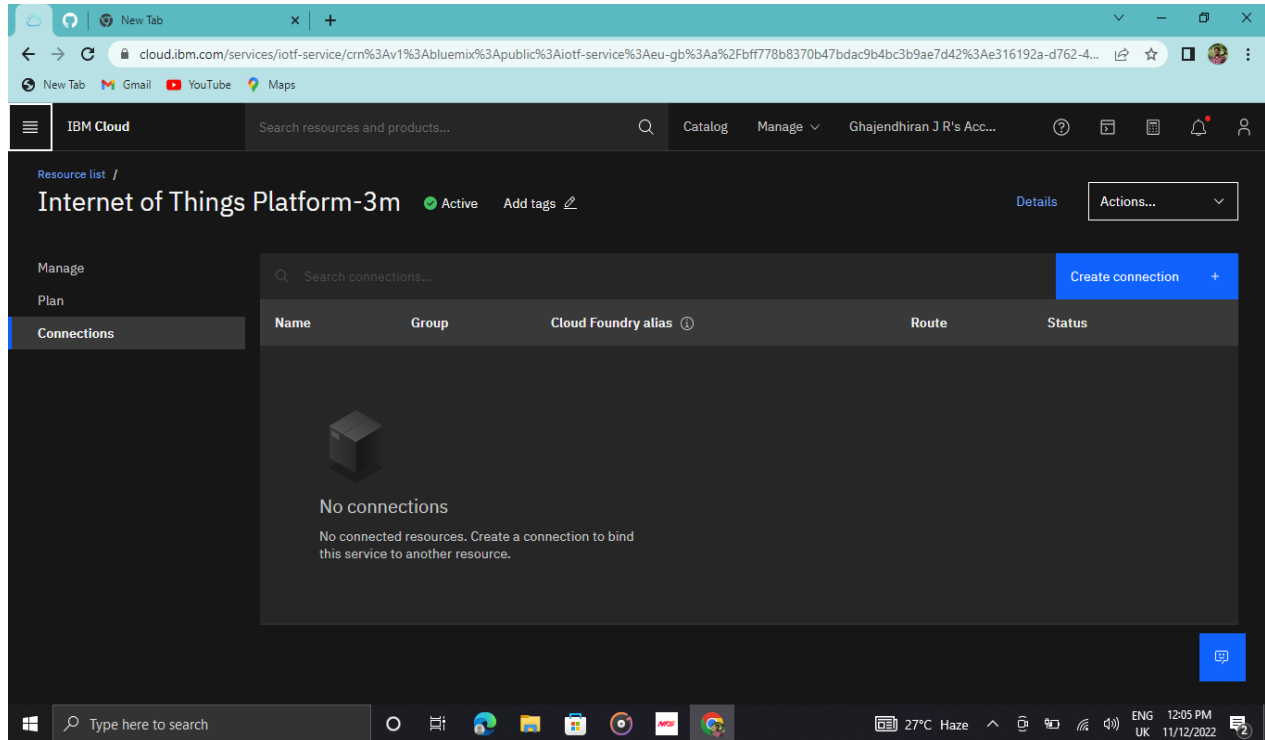 New Tab
cloud.ibm.com/services/iotf-service/crn%3Av1%3Abluemix%3Apublic%3Aiotf-service%3Aeu-gb%3Aa%2Fbff778b8370b47bdac9b4bc3b9ae7d42%3Ae316192a-d762-4...
New Tab Gmail YouTube Maps
IBM Cloud Search resources and products... Catalog Manage Ghajendhiran J R's Acc...
Resource list /
Internet of Things Platform-3m Active Add tags Details Actions...
Manage
Plan
Connections
Search connections... Create connection +
Name Group Cloud Foundry alias Route Status
No connections
No connected resources. Create a connection to bind
this service to another resource.
Type here to search NFS 27°C Haze ENG 12:05 PM
UK 11/12/2022 2